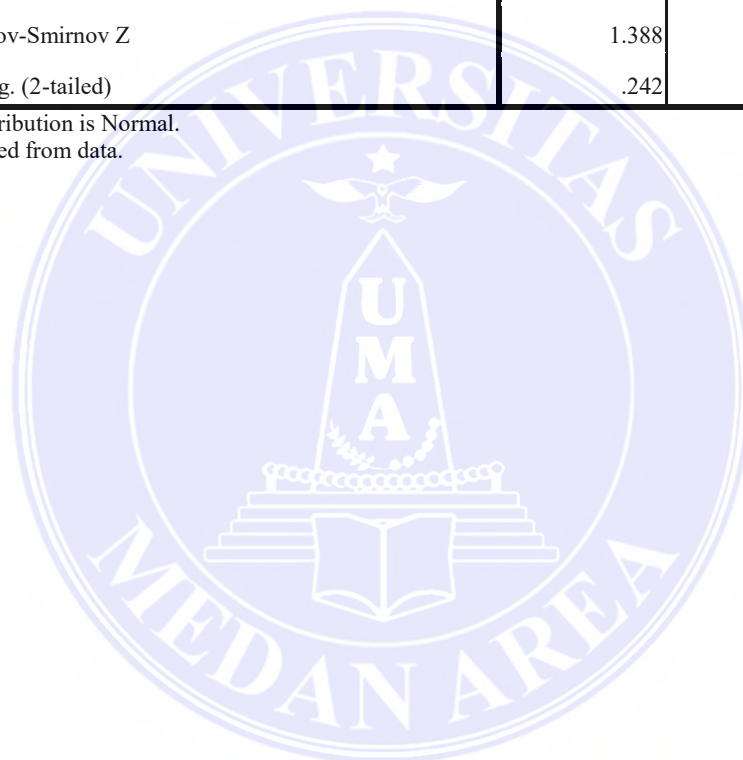 ov-Smirnov Z 1.388
g. (2-tailed) .242
ribution is Normal.
ed from data.
UNIVERSITAS
UMA
MEDAN AREA